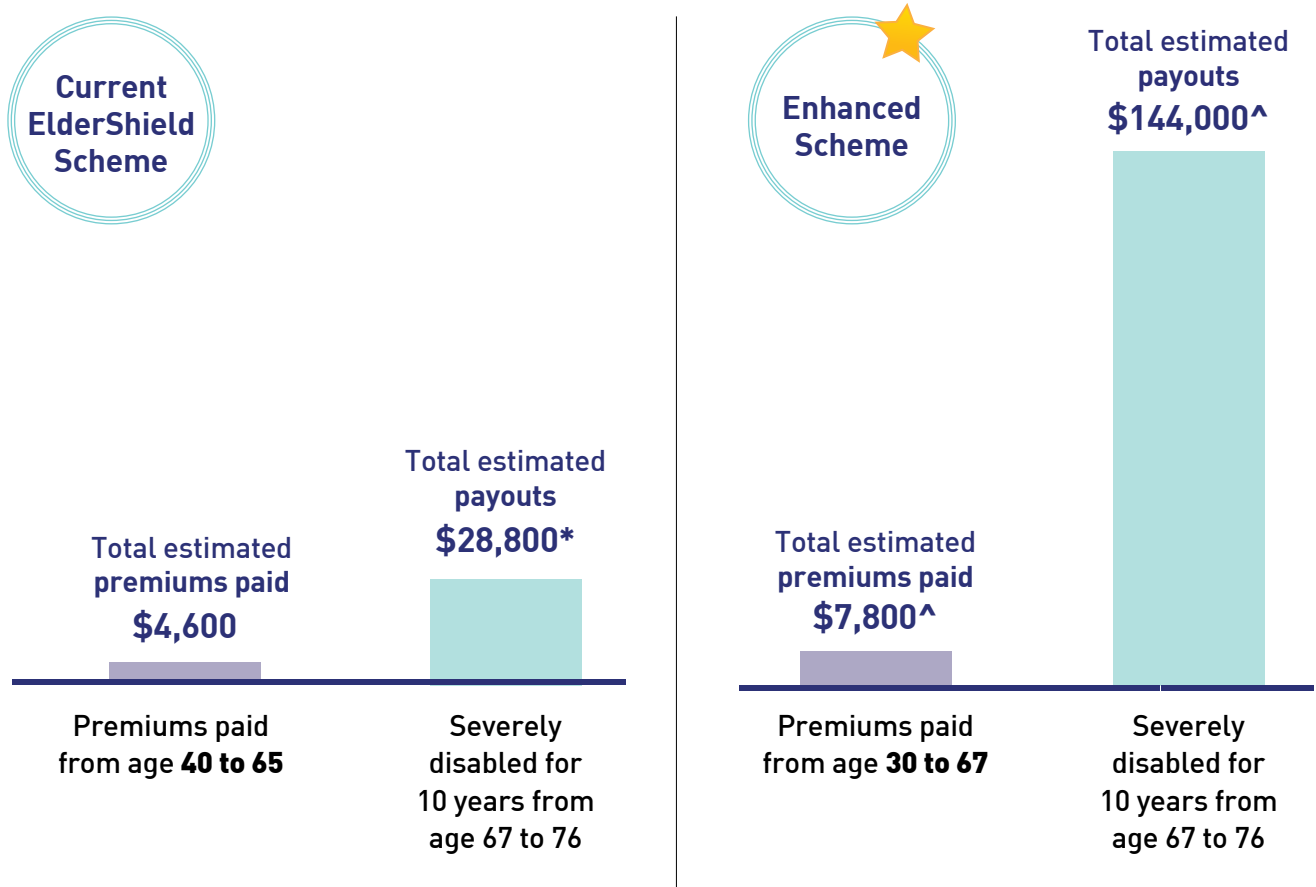 Current
ElderShield
Scheme
Total estimated
premiums paid
$4,600
Total estimated
payouts
$28,800*
Premiums paid
from age 40 to 65
Severely
disabled for
10 years from
age 67 to 76
Enhanced
Scheme
Total estimated
premiums paid
$7,800^
Total estimated
payouts
$144,000^
Premiums paid
from age 30 to 67
Severely
disabled for
10 years from
age 67 to 76